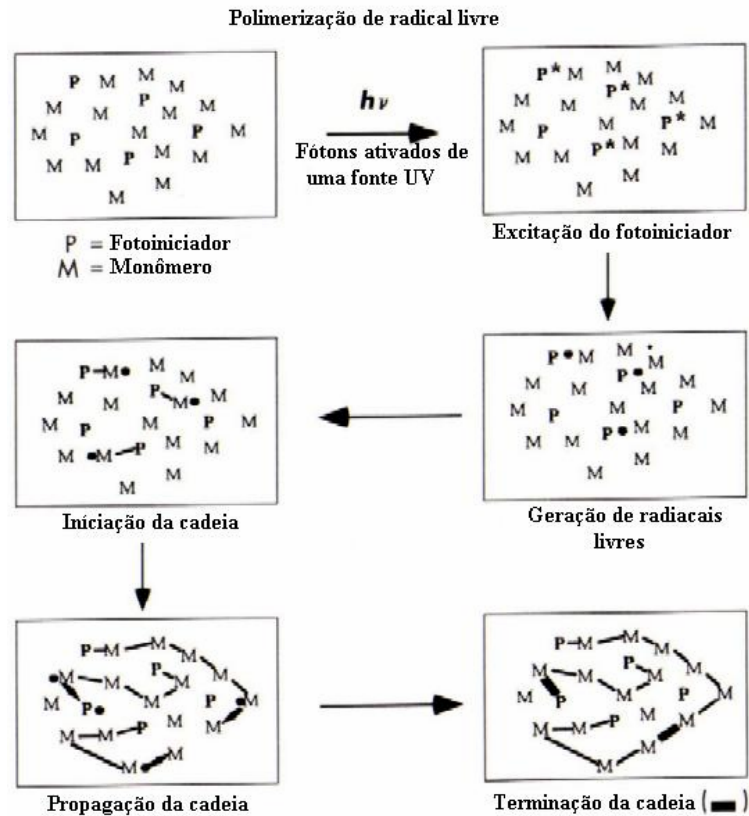 Polimerização de radical livre
P M M M
M M P M M
M P M P M
M M P M M
M M
hν
Fótons ativados de
uma fonte UV
P* M M M
M M P* M M
M P M P* M
M M P* M M
M M
P = Fotoiniciador
M = Monômero
Excitação do fotoiniciador
P–M• M M
M M P M• M
M P M P M
M •M P M M
M M
Iníciação da cadeia
P •M M M
P• M M
M P M P M
M M P• M M
M M
Geração de radiacais
livres
P M M M
•M M P M M
M P• M P •M
M M P M M
M• M
Propagação da cadeia
P M M M
M M P M M
M P M P M
M M P M M
M M
Terminação da cadeia ( )